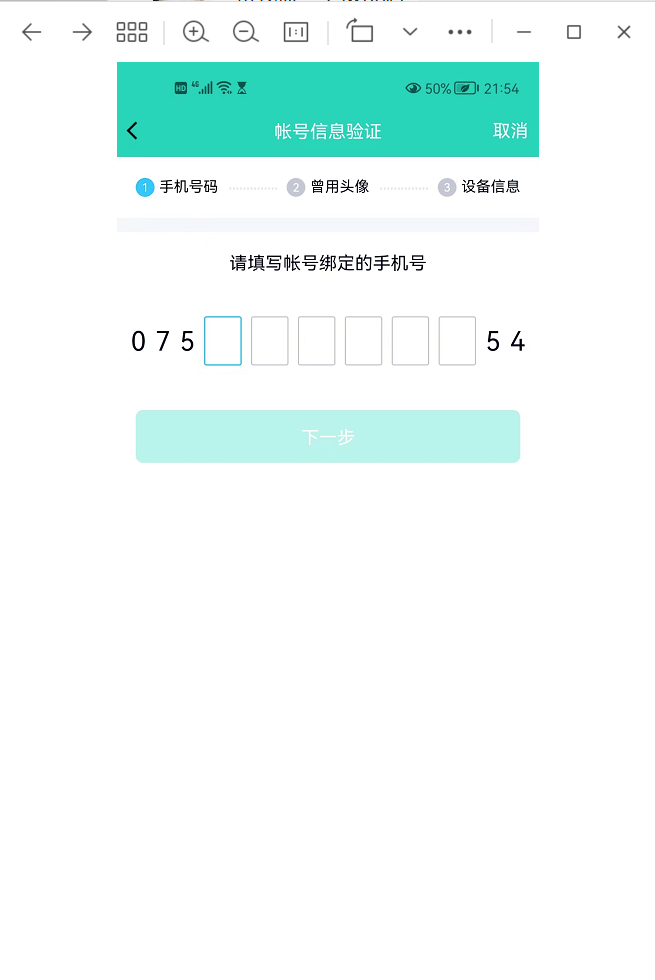 HD 4G 50% 21:54
帐号信息验证 取消
1 手机号码 2 曾用头像 3 设备信息
请填写帐号绑定的手机号
0 7 5 5 4
下一步